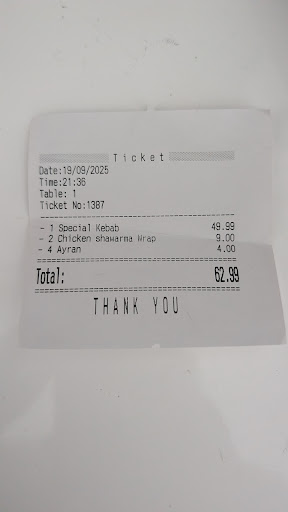 Ticket
Date:19/09/2025
Time:21:36
Table: 1
Ticket No:1387
- 1 Special Kebab 49.99
- 2 Chicken shawarma Wrap 9.00
- 4 Ayran 4.00
Total: 62.99
THANK YOU